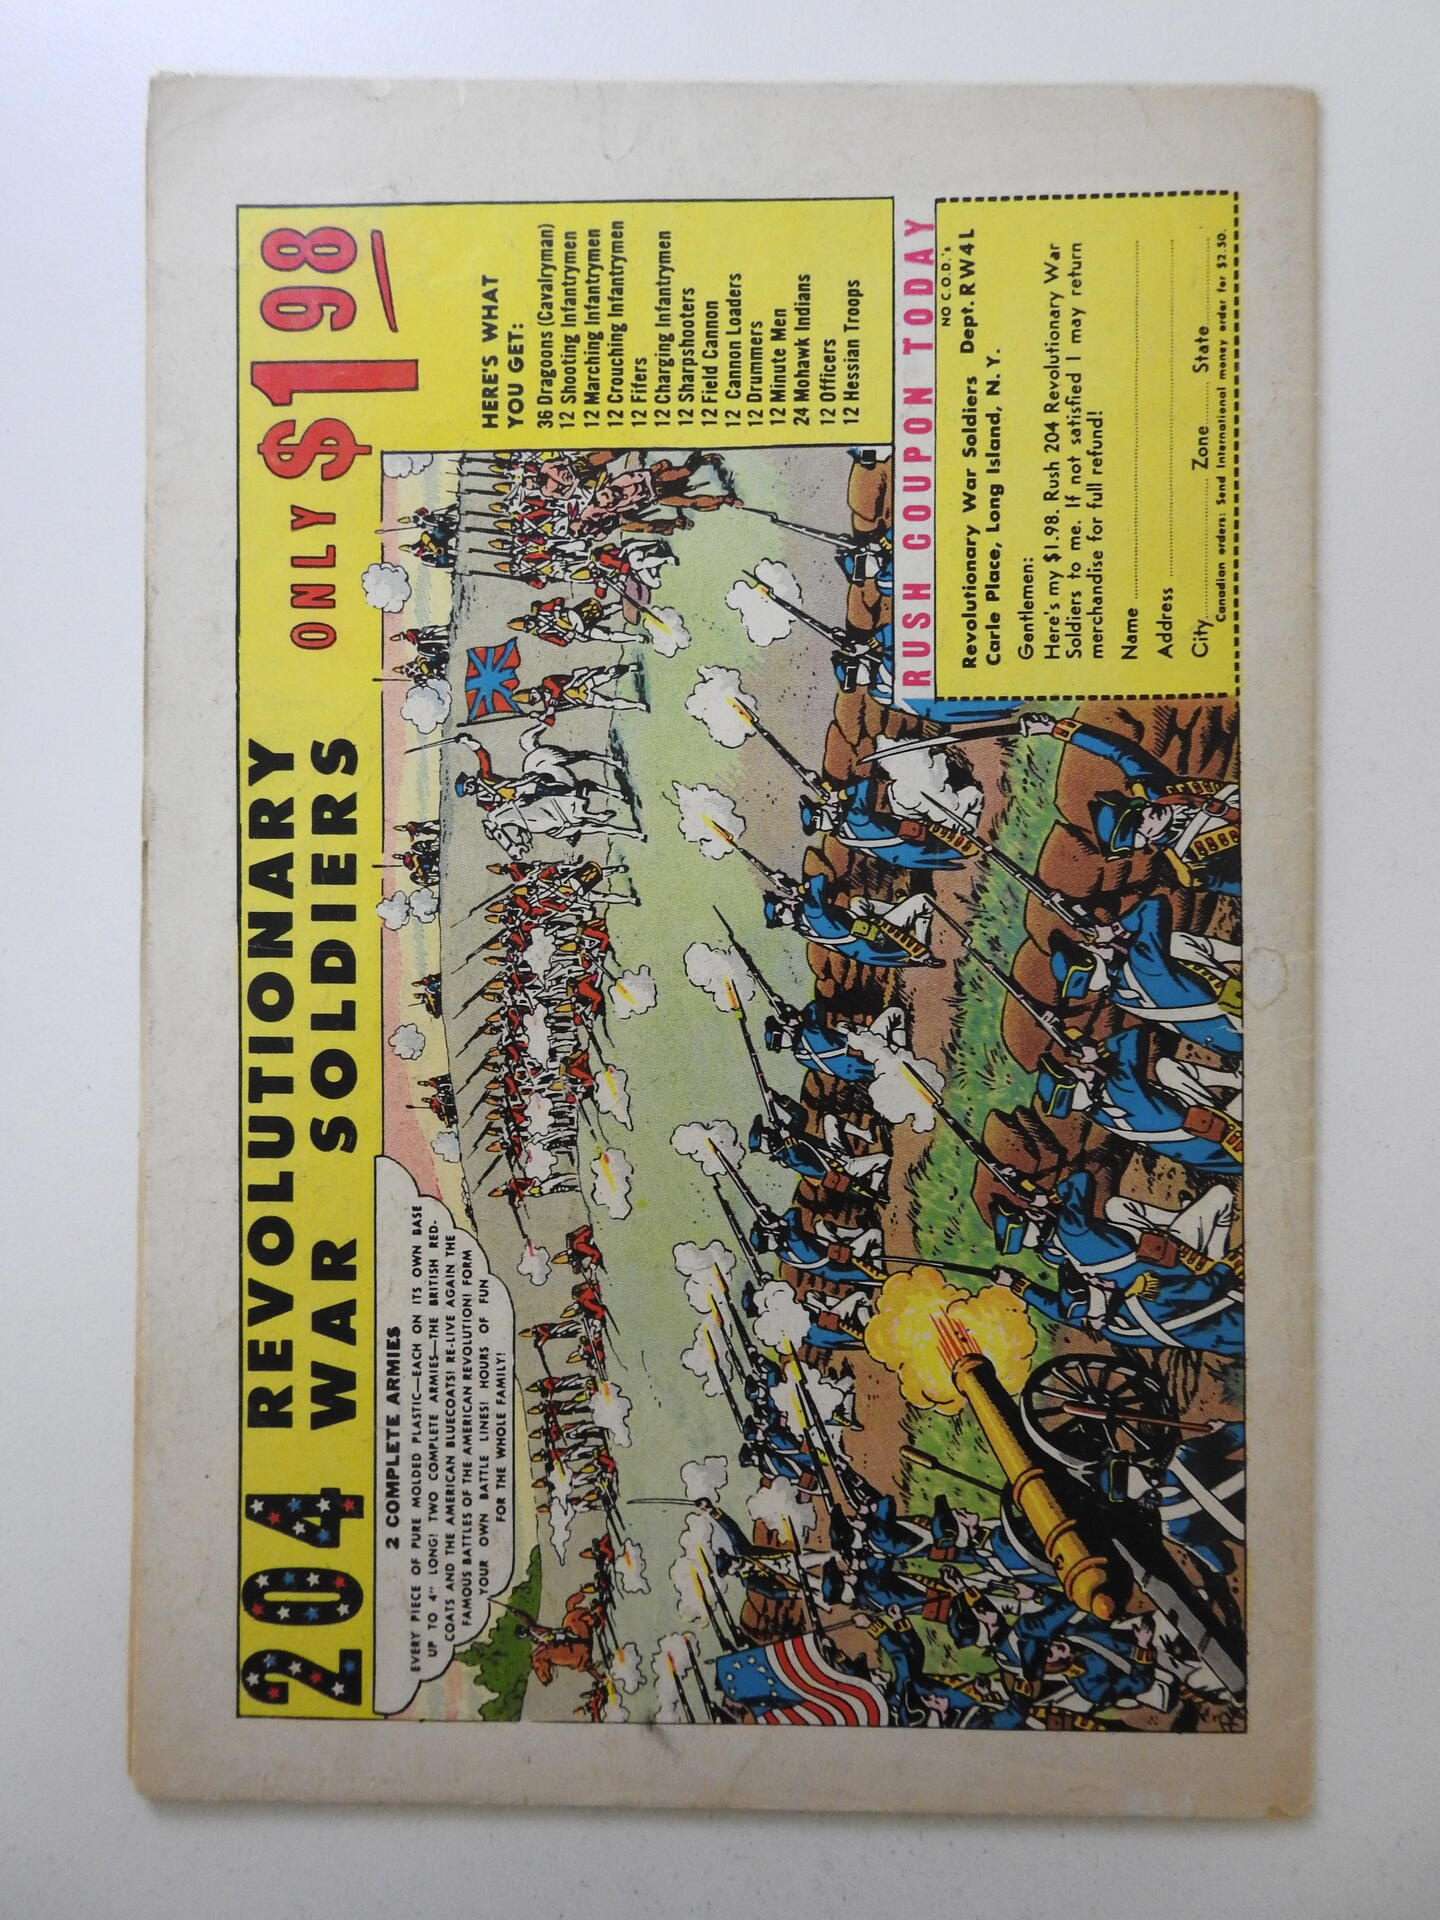 204 REVOLUTIONARY
WAR SOLDIERS
ONLY $1 98
2 COMPLETE ARMIES
EVERY PIECE OF PURE MOLDED PLASTIC—EACH ON ITS OWN BASE
UP TO 4" LONG! TWO COMPLETE ARMIES—THE BRITISH RED-
COATS AND THE AMERICAN BLUECOATS! RE-LIVE AGAIN THE
FAMOUS BATTLES OF THE AMERICAN REVOLUTION! FORM
YOUR OWN BATTLE LINES! HOURS OF FUN
FOR THE WHOLE FAMILY!
HERE'S WHAT
YOU GET:
36 Dragoons (Cavalryman)
12 Shooting Infantrymen
12 Marching Infantrymen
12 Crouching Infantrymen
12 Fifers
12 Charging Infantrymen
12 Sharpshooters
12 Field Cannon
12 Cannon Loaders
12 Drummers
12 Minute Men
24 Mohawk Indians
12 Officers
12 Hessian Troops
RUSH COUPON TODAY
NO C.O.D.'s
Revolutionary War Soldiers Dept. RW4L
Carle Place, Long Island, N. Y.
Gentlemen:
Here's my $1.98. Rush 204 Revolutionary War
Soldiers to me. If not satisfied I may return
merchandise for full refund!
Name
Address
City Zone State
Canadian orders: Send International money order for $2.50.